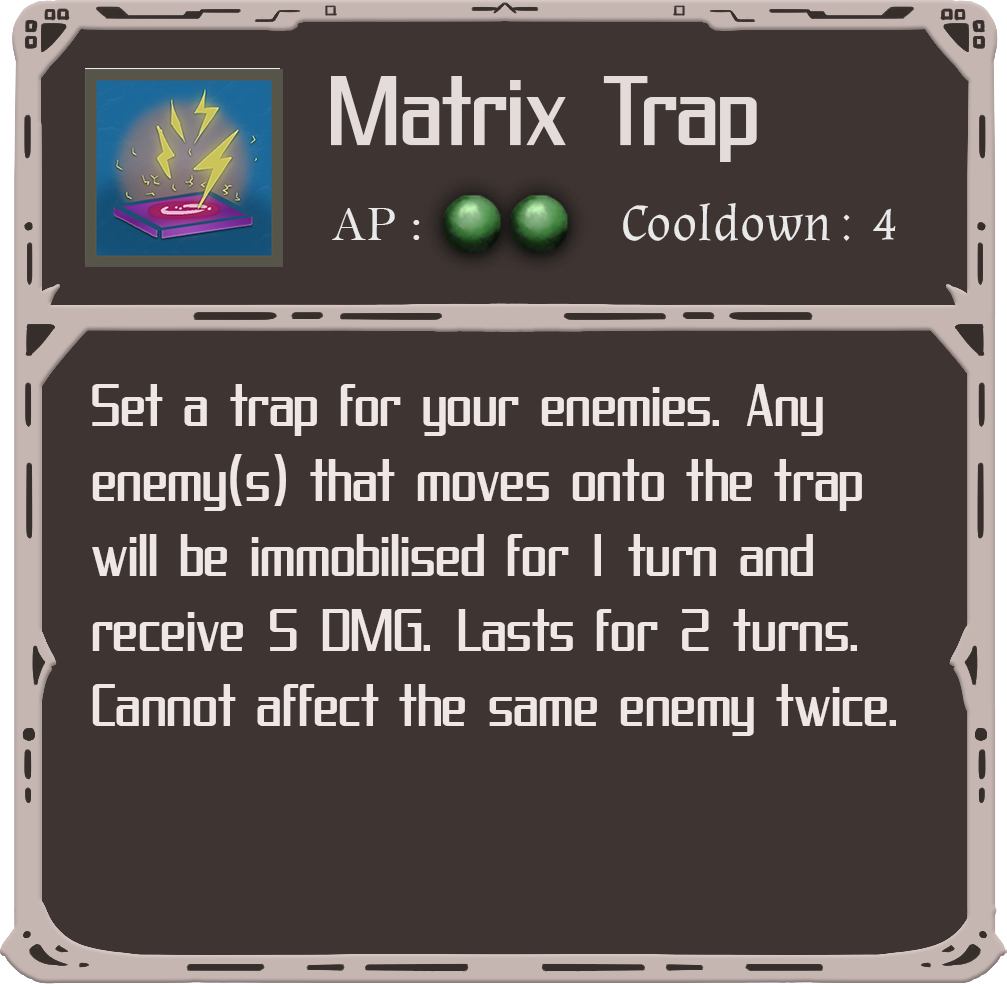 Matrix Trap
AP : Cooldown : 4
Set a trap for your enemies. Any
enemy(s) that moves onto the trap
will be immobilised for 1 turn and
receive 5 DMG. Lasts for 2 turns.
Cannot affect the same enemy twice.